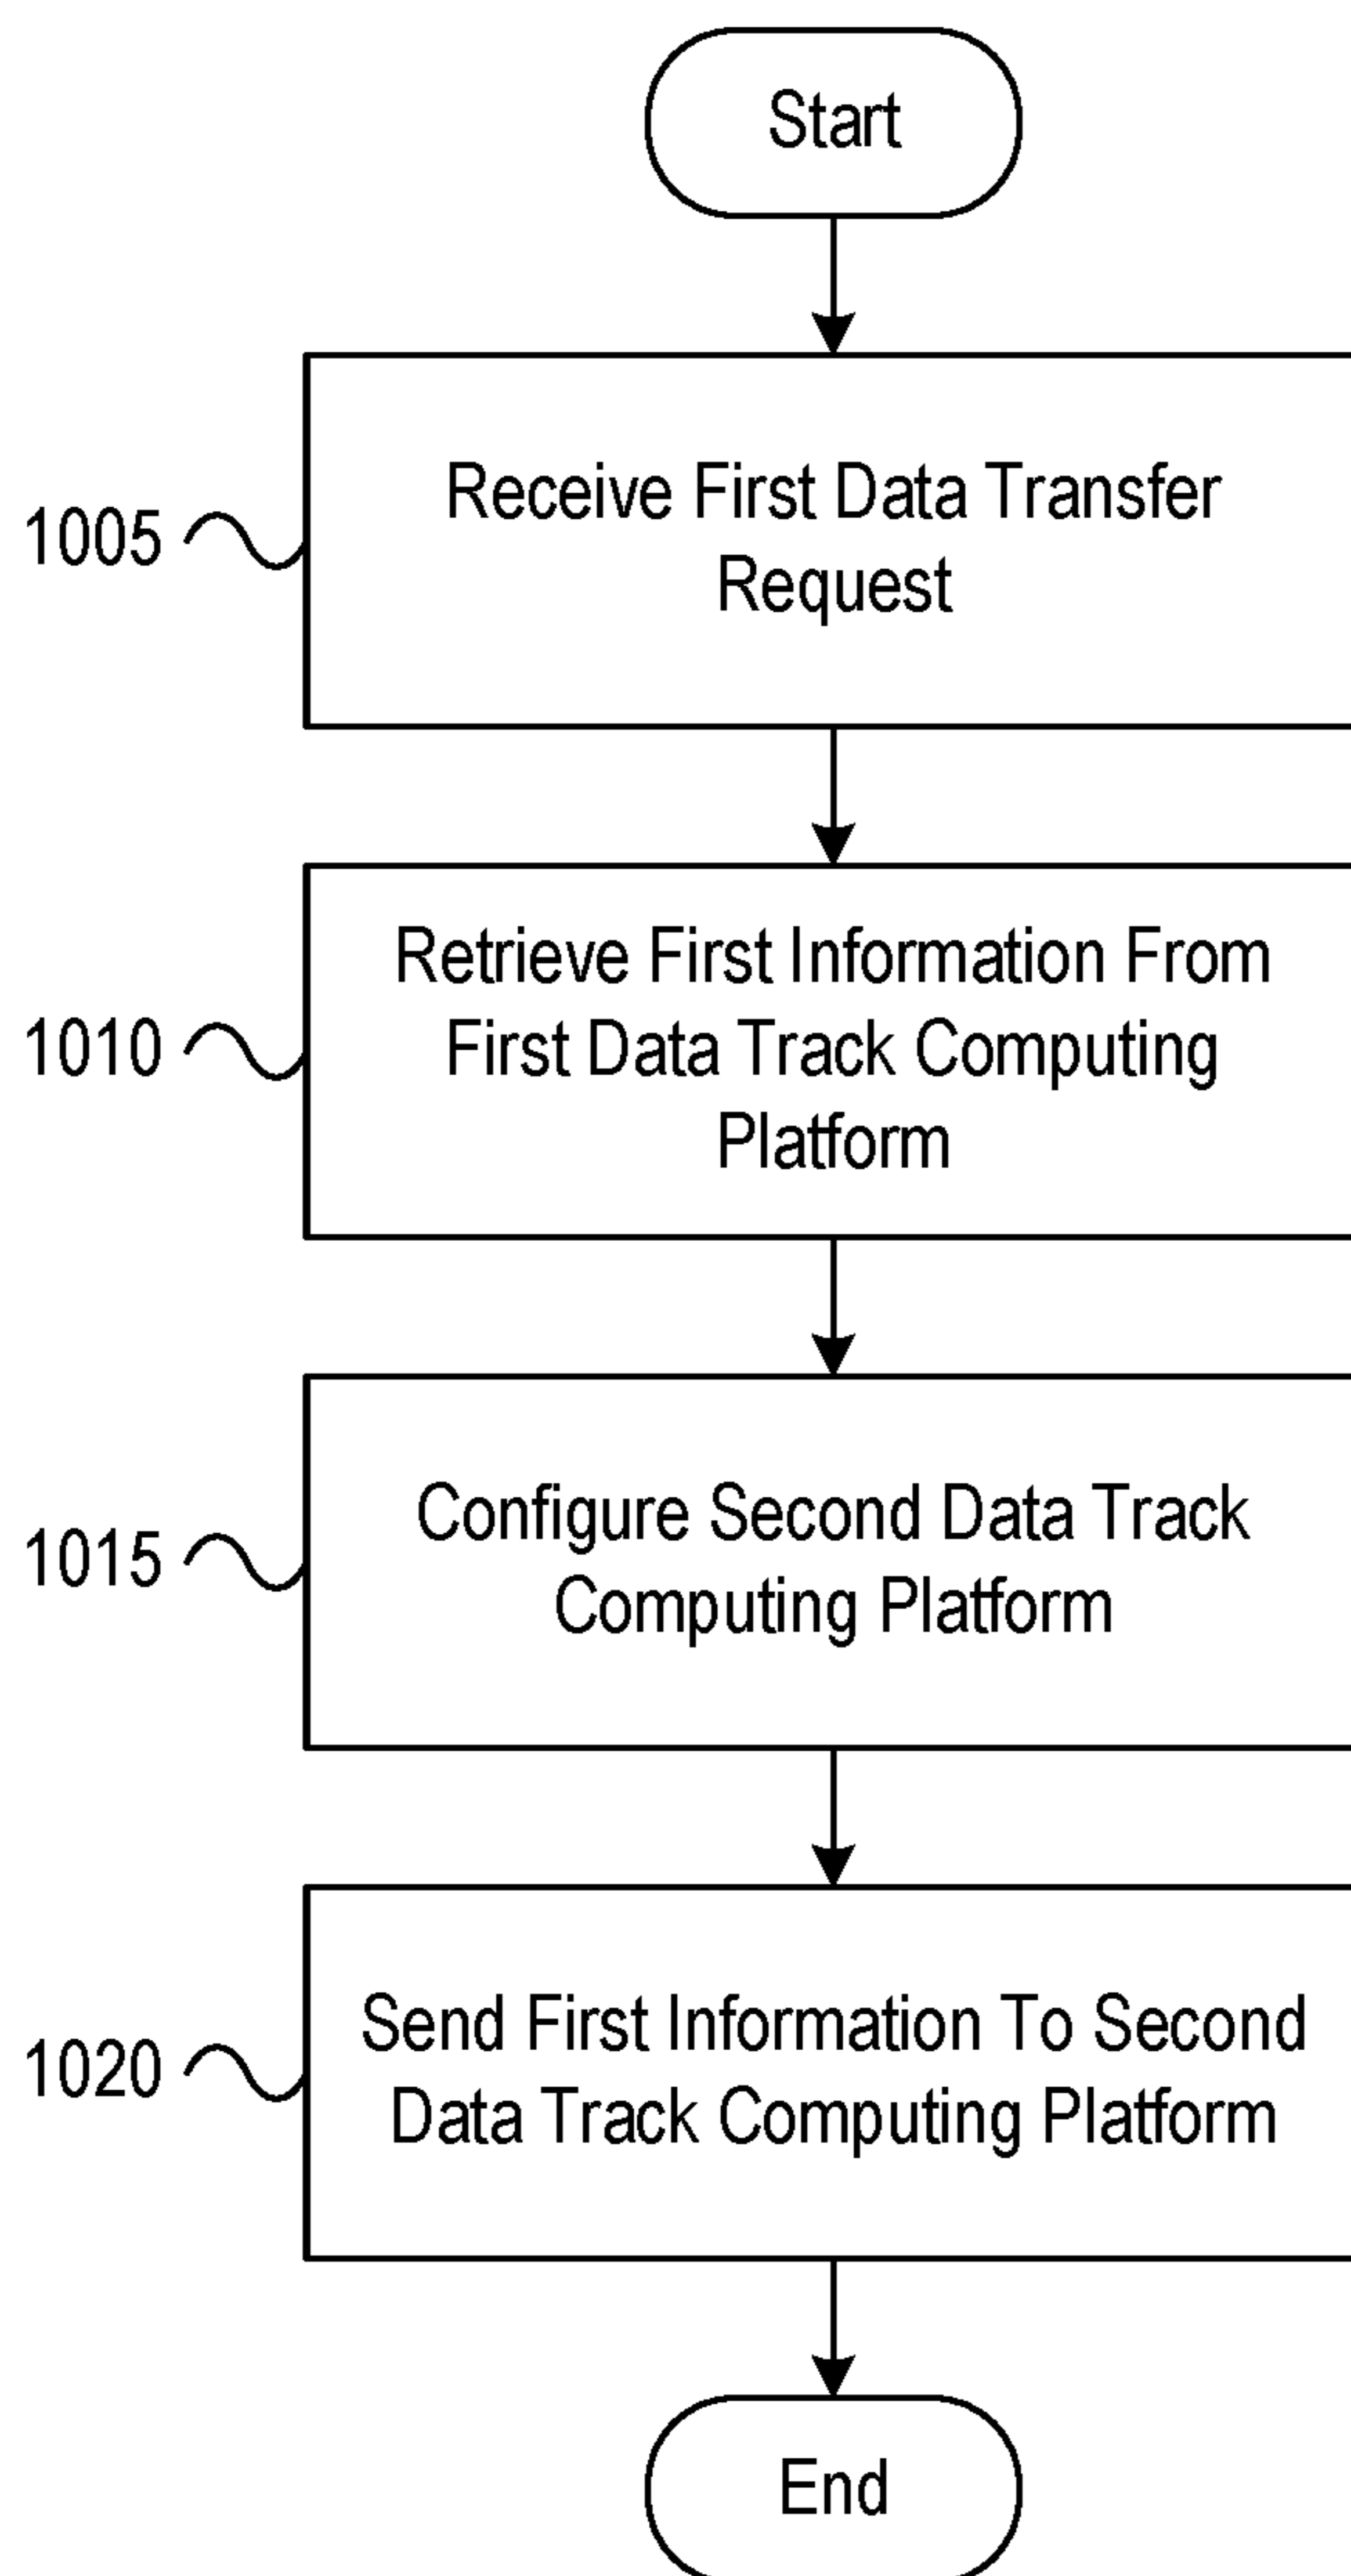 Start
1005
Receive First Data Transfer
Request
1010
Retrieve First Information From
First Data Track Computing
Platform
1015
Configure Second Data Track
Computing Platform
1020
Send First Information To Second
Data Track Computing Platform
End